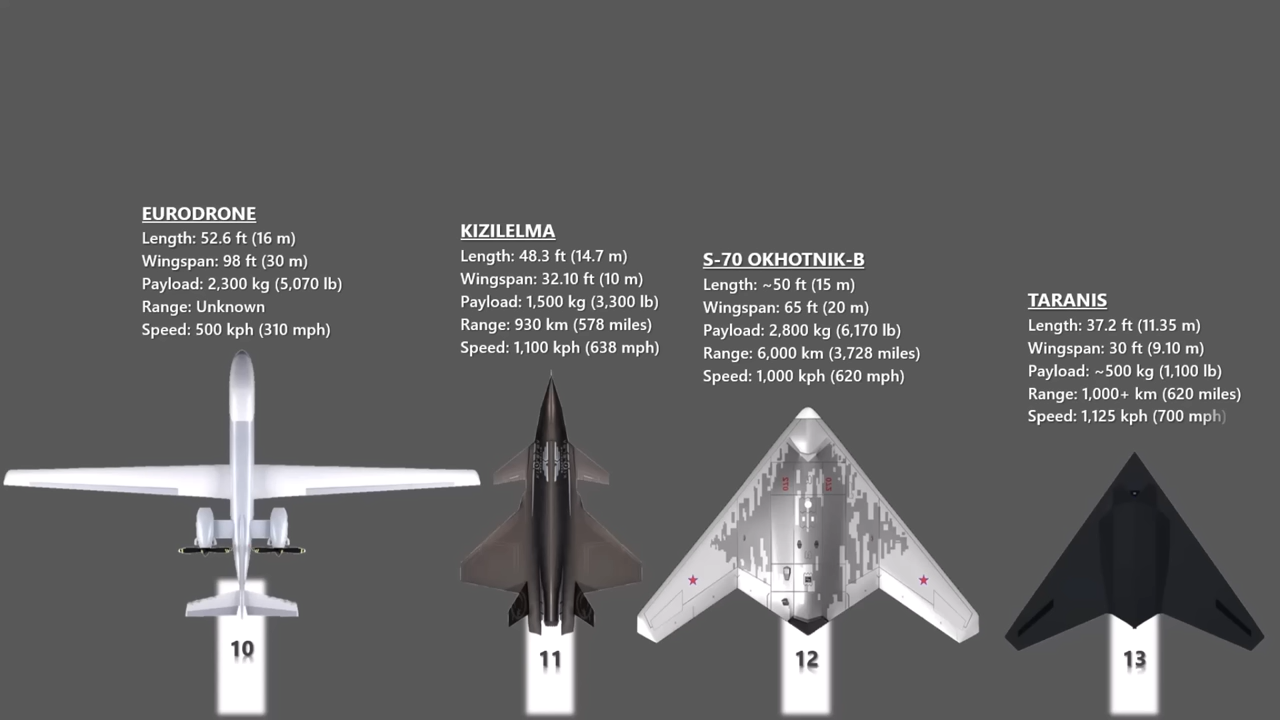 EURODRONE
Length: 52.6 ft (16 m)
Wingspan: 98 ft (30 m)
Payload: 2,300 kg (5,070 lb)
Range: Unknown
Speed: 500 kph (310 mph)
KIZILELMA
Length: 48.3 ft (14.7 m)
Wingspan: 32.10 ft (10 m)
Payload: 1,500 kg (3,300 lb)
Range: 930 km (578 miles)
Speed: 1,100 kph (638 mph)
S-70 OKHOTNIK-B
Length: ~50 ft (15 m)
Wingspan: 65 ft (20 m)
Payload: 2,800 kg (6,170 lb)
Range: 6,000 km (3,728 miles)
Speed: 1,000 kph (620 mph)
TARANIS
Length: 37.2 ft (11.35 m)
Wingspan: 30 ft (9.10 m)
Payload: ~500 kg (1,100 lb)
Range: 1,000+ km (620 miles)
Speed: 1,125 kph (700 mph)
10
11
12
13